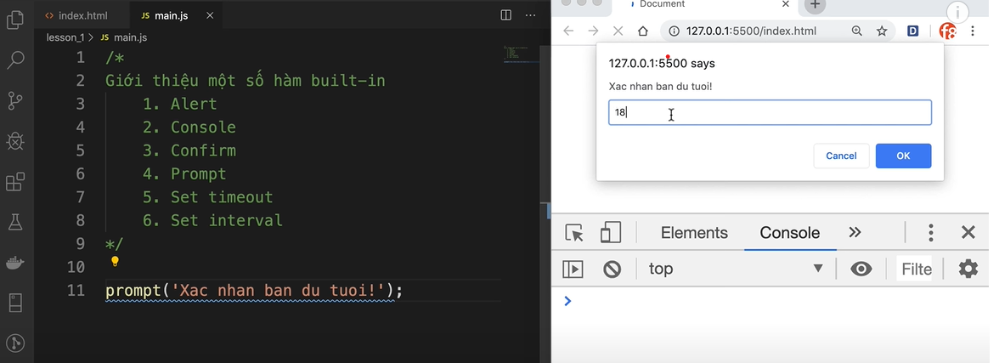 index.html
JS main.js
lesson_1 > JS main.js
1 /*
2 Giới thiệu một số hàm built-in
3 1. Alert
4 2. Console
5 3. Confirm
6 4. Prompt
7 5. Set timeout
8 6. Set interval
9 */
10
11 prompt('Xac nhan ban du tuoi!');
Document
127.0.0.1:5500/index.html
127.0.0.1:5500 says
Xac nhan ban du tuoi!
18
Cancel
OK
Elements
Console
top
Filte